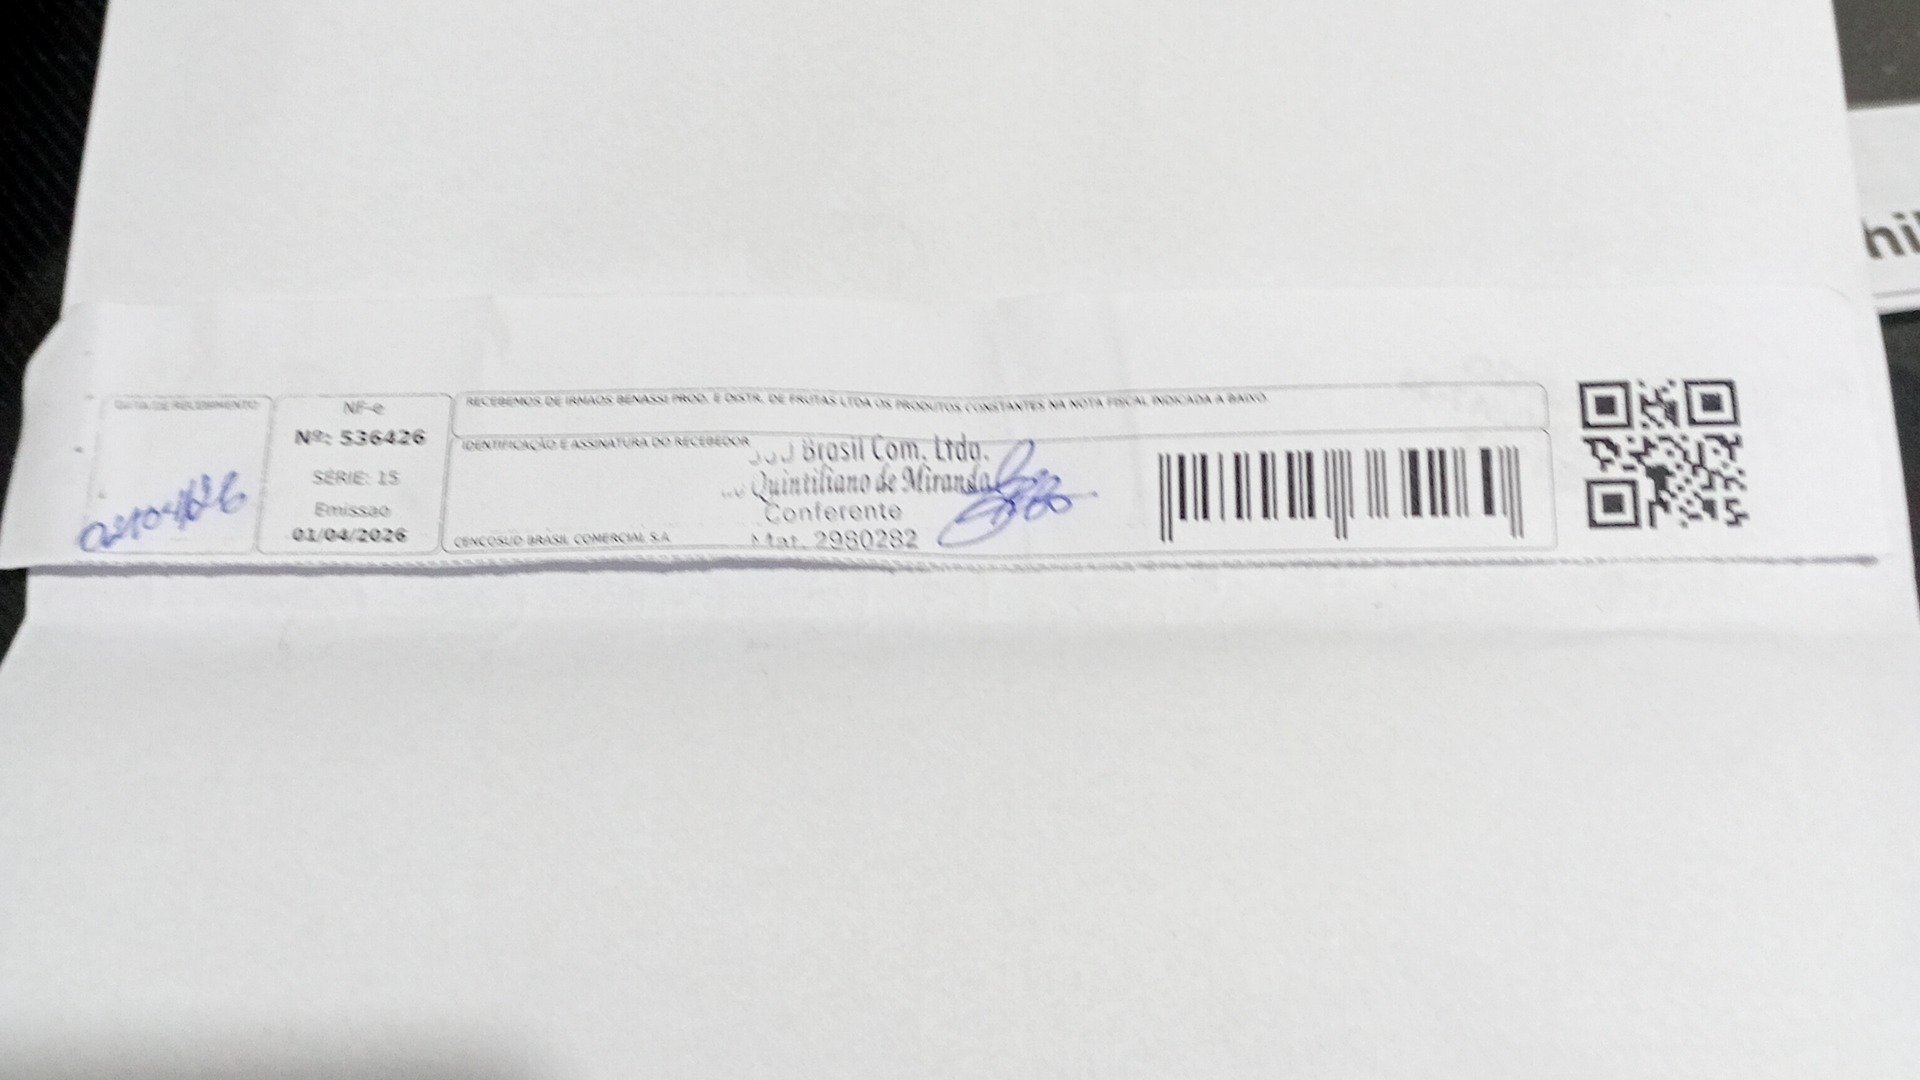 DATA DE RECEBIMENTO
02/04/26
NF-e
Nº: 536426
SÉRIE: 15
Emissao
01/04/2026
RECEBEMOS DE IRMAOS BENASSI PROD. E DISTR. DE FRUTAS LTDA OS PRODUTOS CONSTANTES NA NOTA FISCAL INDICADA A BAIXO.
IDENTIFICAÇÃO E ASSINATURA DO RECEBEDOR
Brasil Com. Ltda.
Quintiliano de Miranda
Conferente
Mat. 2980282
CENCOSUD BRASIL COMERCIAL S.A
hi